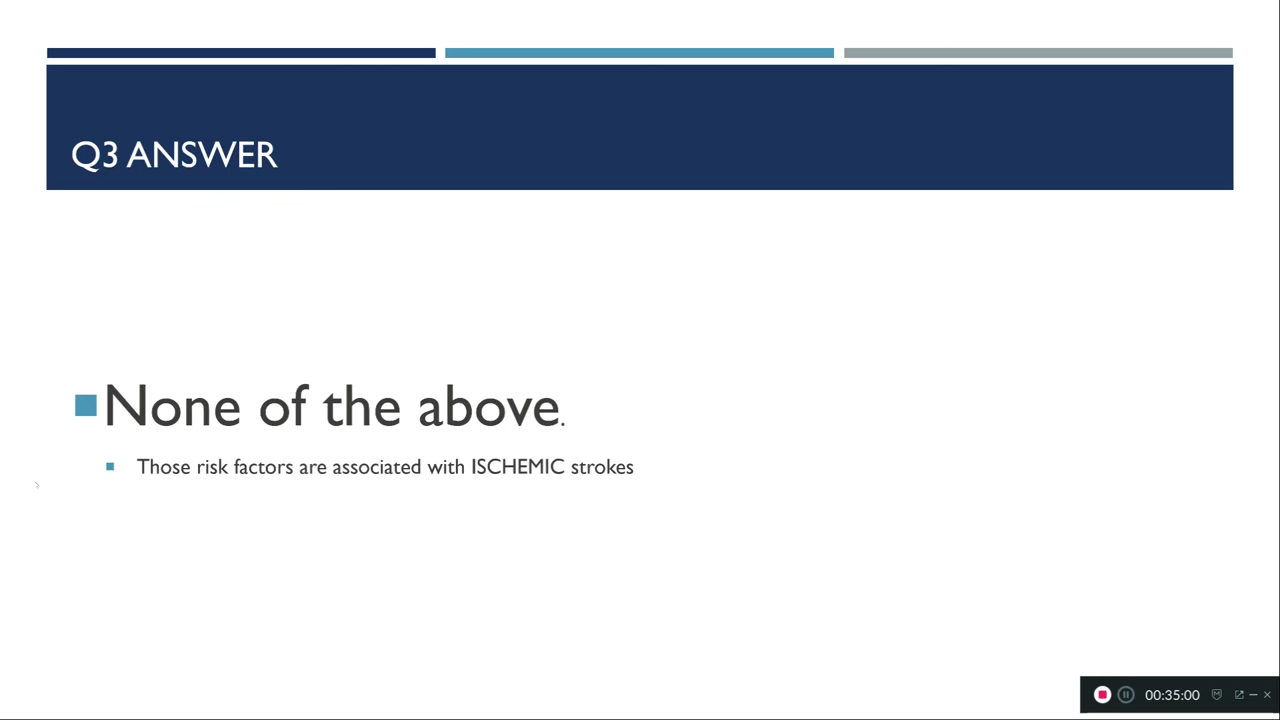 Q3 ANSWER
None of the above.
Those risk factors are associated with ISCHEMIC strokes
00:35:00